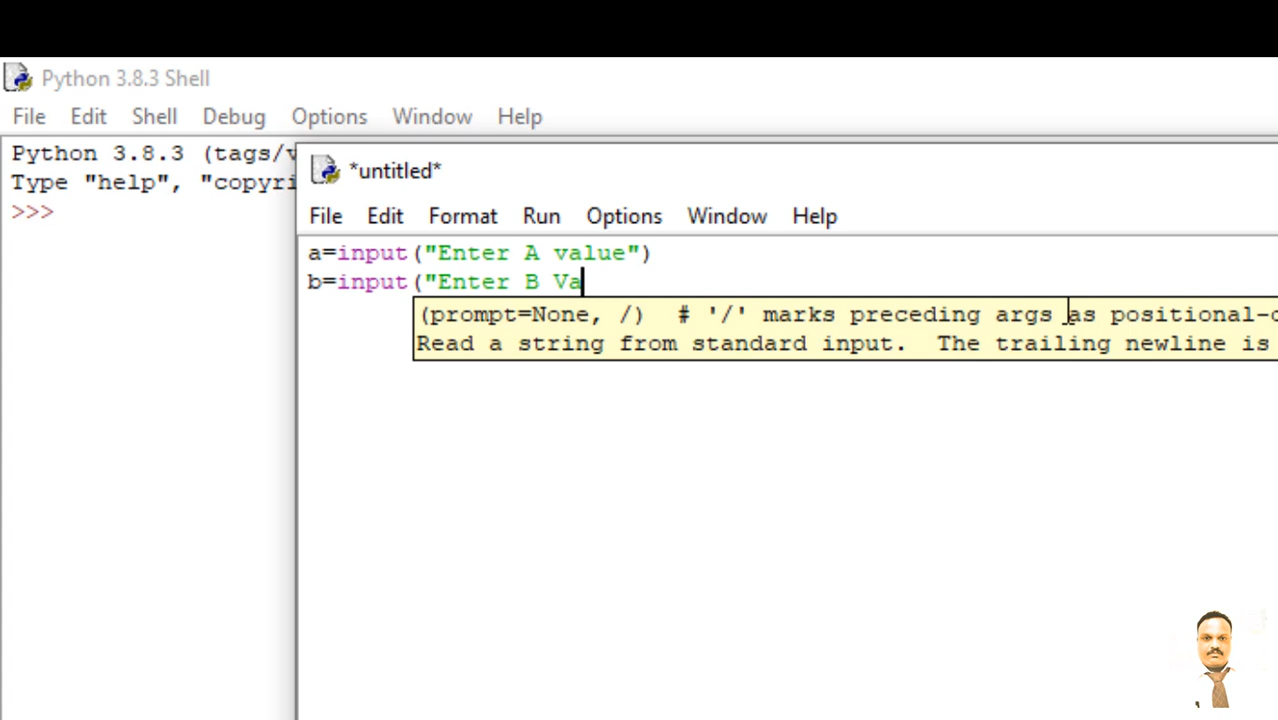 Python 3.8.3 Shell
File Edit Shell Debug Options Window Help
Python 3.8.3 (tags/v
Type "help", "copyri
>>>
*untitled*
File Edit Format Run Options Window Help
a=input("Enter A value")
b=input("Enter B Va
(prompt=None, /)  # '/' marks preceding args as positional-
Read a string from standard input.  The trailing newline is